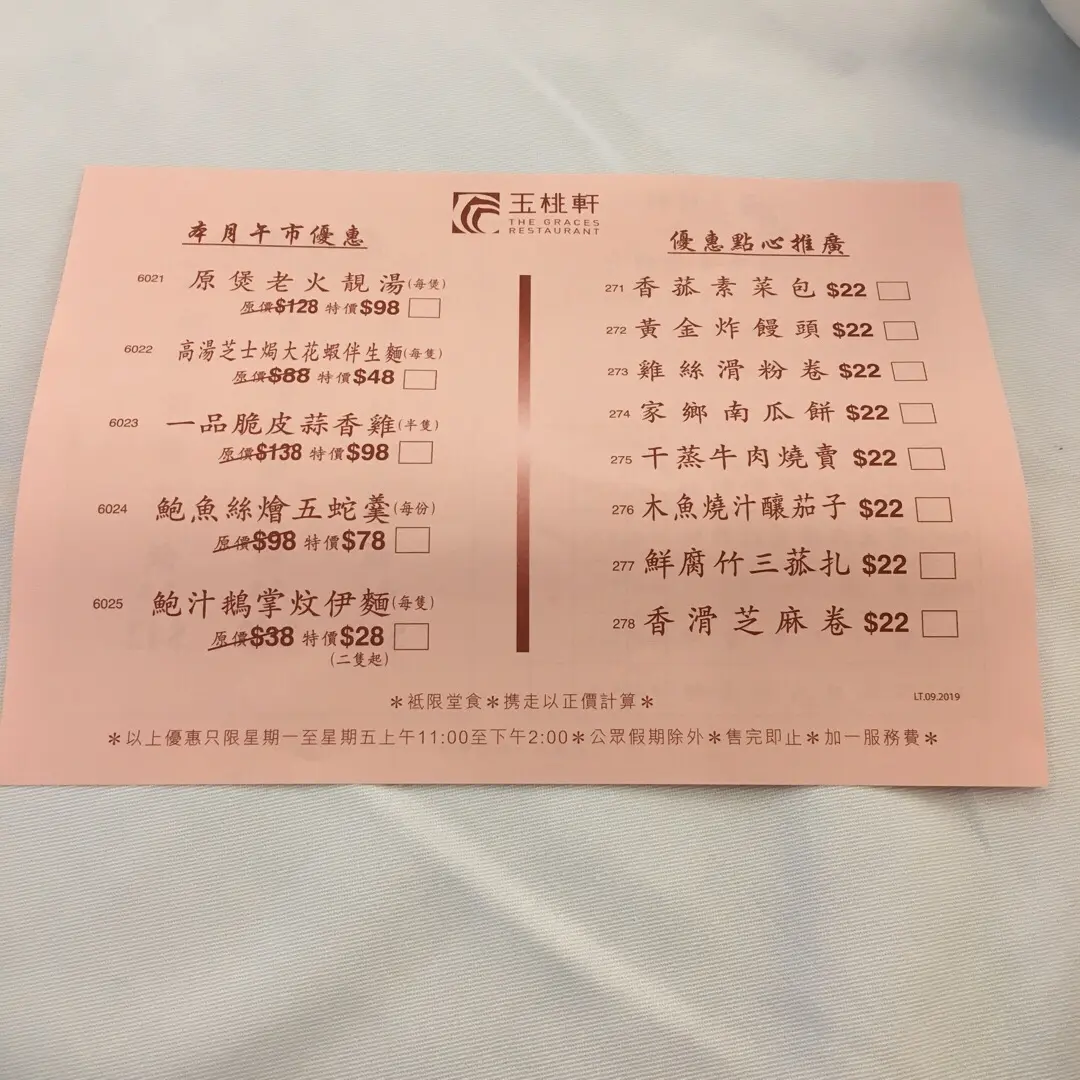 玉桃軒
THE GRACES
RESTAURANT
本月午市優惠
6021 原煲老火靚湯(每煲)
原價$128 特價$98
6022 高湯芝士焗大花蝦伴生麵(每隻)
原價$88 特價$48
6023 一品脆皮蒜香雞(半隻)
原價$138 特價$98
6024 鮑魚絲燴五蛇羹(每份)
原價$98 特價$78
6025 鮑汁鵝掌炆伊麵(每隻)
原價$38 特價$28
(二隻起)
優惠點心推廣
271 香菰素菜包 $22
272 黃金炸饅頭 $22
273 雞絲滑粉卷 $22
274 家鄉南瓜餅 $22
275 干蒸牛肉燒賣 $22
276 木魚燒汁釀茄子 $22
277 鮮腐竹三菰扎 $22
278 香滑芝麻卷 $22
＊祗限堂食＊携走以正價計算＊
LT.09.2019
＊以上優惠只限星期一至星期五上午11:00至下午2:00＊公眾假期除外＊售完即止＊加一服務費＊